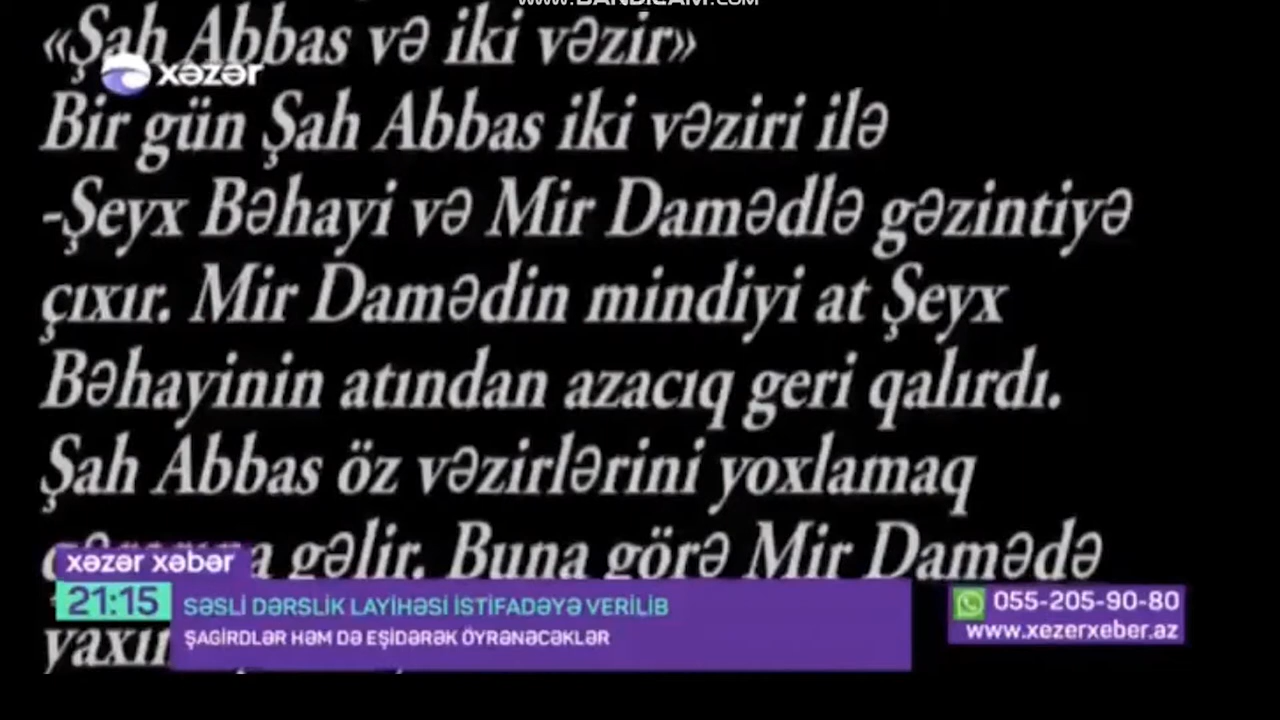 www.BANDICAM.com
«Şah Abbas və iki vəzir»
xəzər
Bir gün Şah Abbas iki vəziri ilə
-Şeyx Bəhayi və Mir Damədlə gəzintiyə
çıxır. Mir Damədin mindiyi at Şeyx
Bəhayinin atından azacıq geri qalırdı.
Şah Abbas öz vəzirlərini yoxlamaq
gəlir. Buna görə Mir Damədə
xəzər xəbər
21:15
SƏSLİ DƏRSLİK LAYİHƏSİ İSTİFADƏYƏ VERİLİB
ŞAGİRDLƏR HƏM DƏ EŞİDƏRƏK ÖYRƏNƏCƏKLƏR
055-205-90-80
www.xezerxeber.az